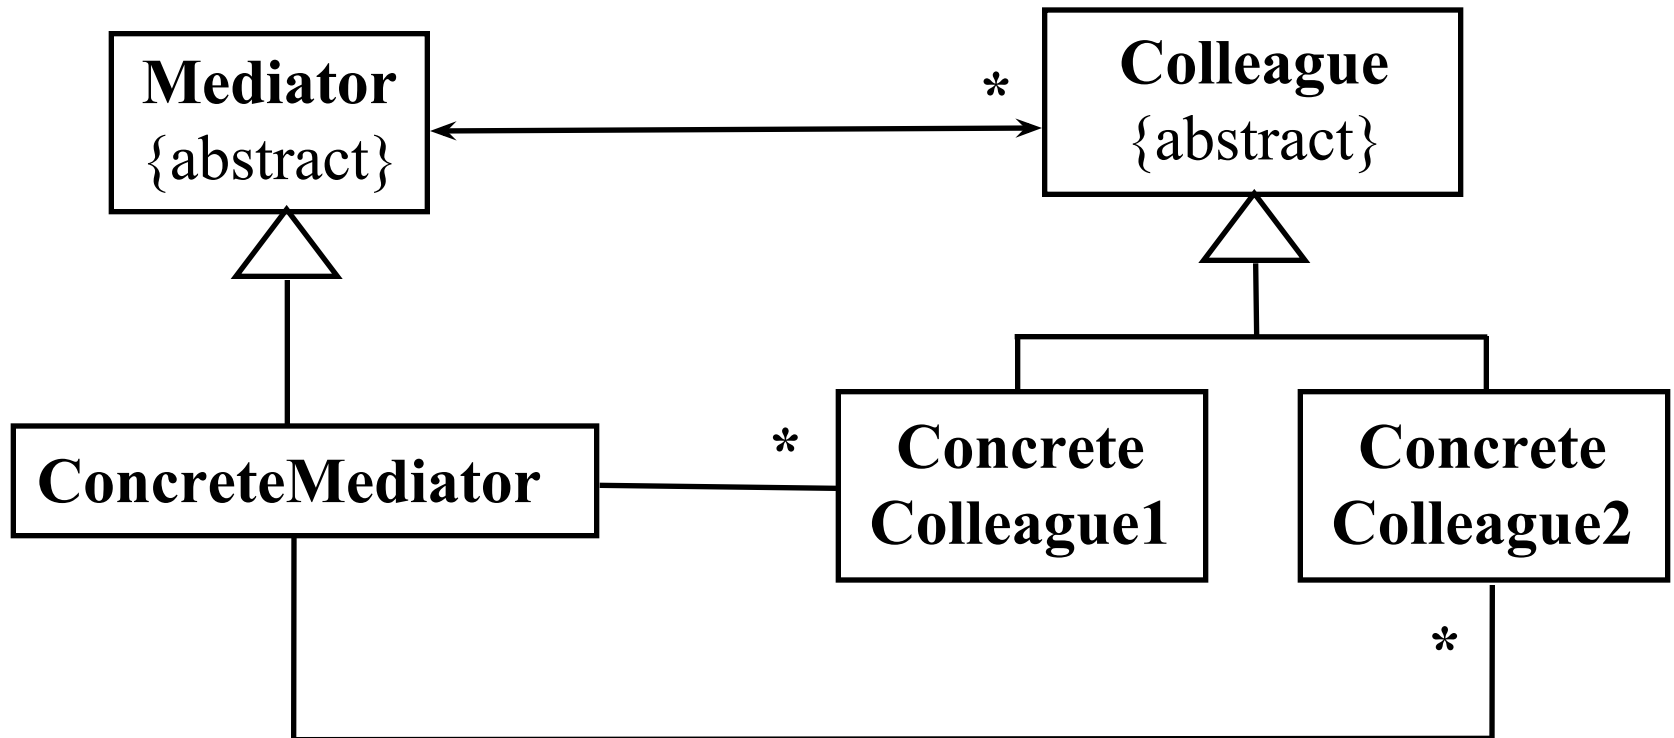 Mediator
{abstract}
*
Colleague
{abstract}
ConcreteMediator
*
Concrete
Colleague1
Concrete
Colleague2
*